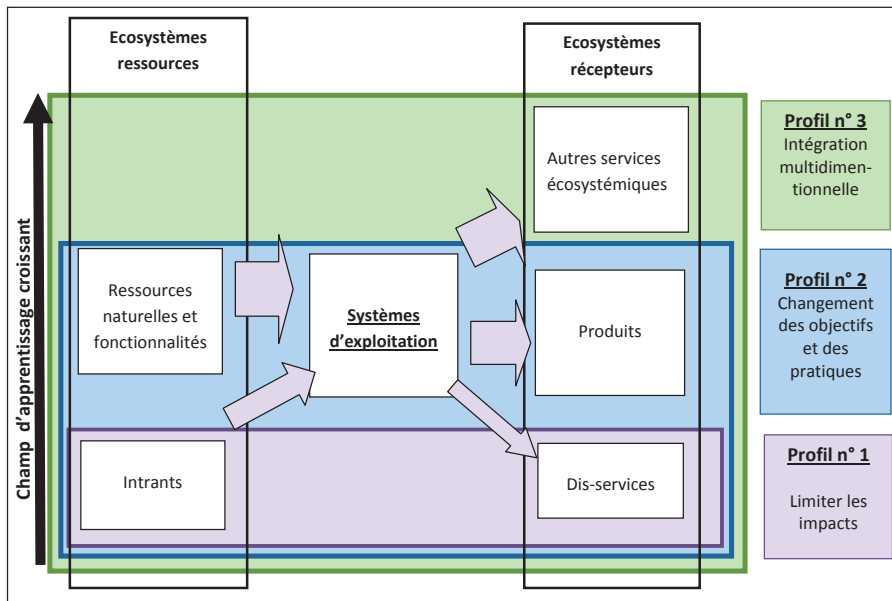 Ecosystèmes
ressources
Ecosystèmes
récepteurs
Champ d'apprentissage croissant
Autres services
écosystémiques
Profil n° 3
Intégration
multidimen-
tionnelle
Ressources
naturelles et
fonctionnalités
Systèmes
d'exploitation
Produits
Profil n° 2
Changement
des objectifs
et des
pratiques
Intrants
Dis-services
Profil n° 1
Limiter les
impacts